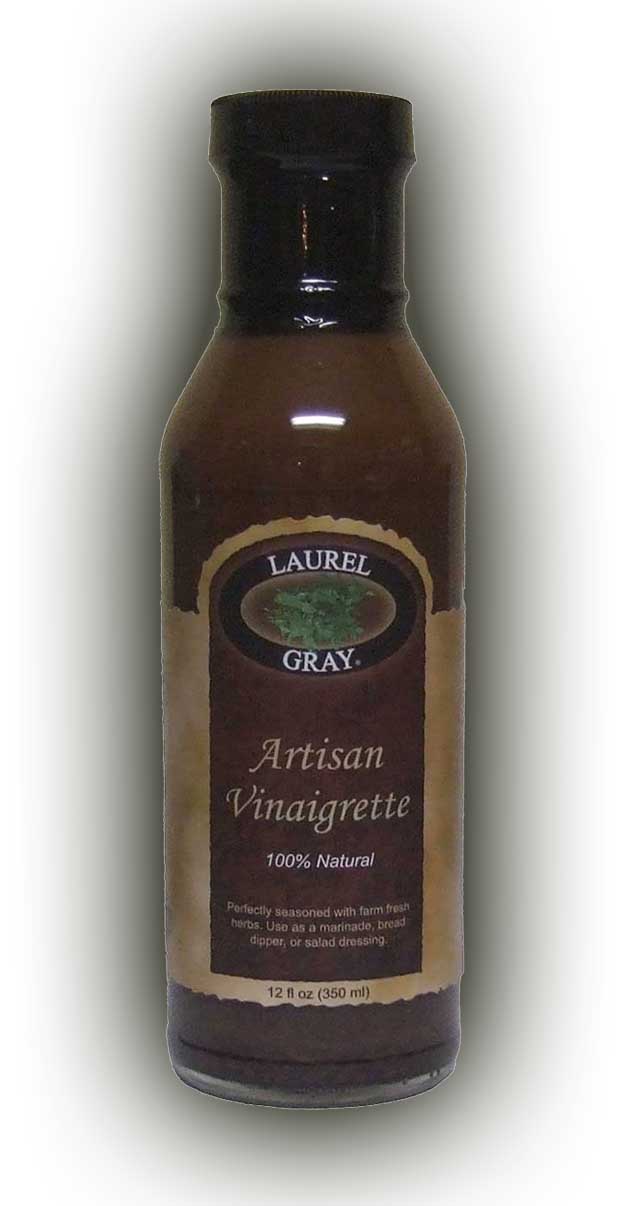 LAUREL
GRAY®
Artisan
Vinaigrette
100% Natural
Perfectly seasoned with farm fresh
herbs. Use as a marinade, bread
dipper, or salad dressing.
12 fl oz (350 ml)